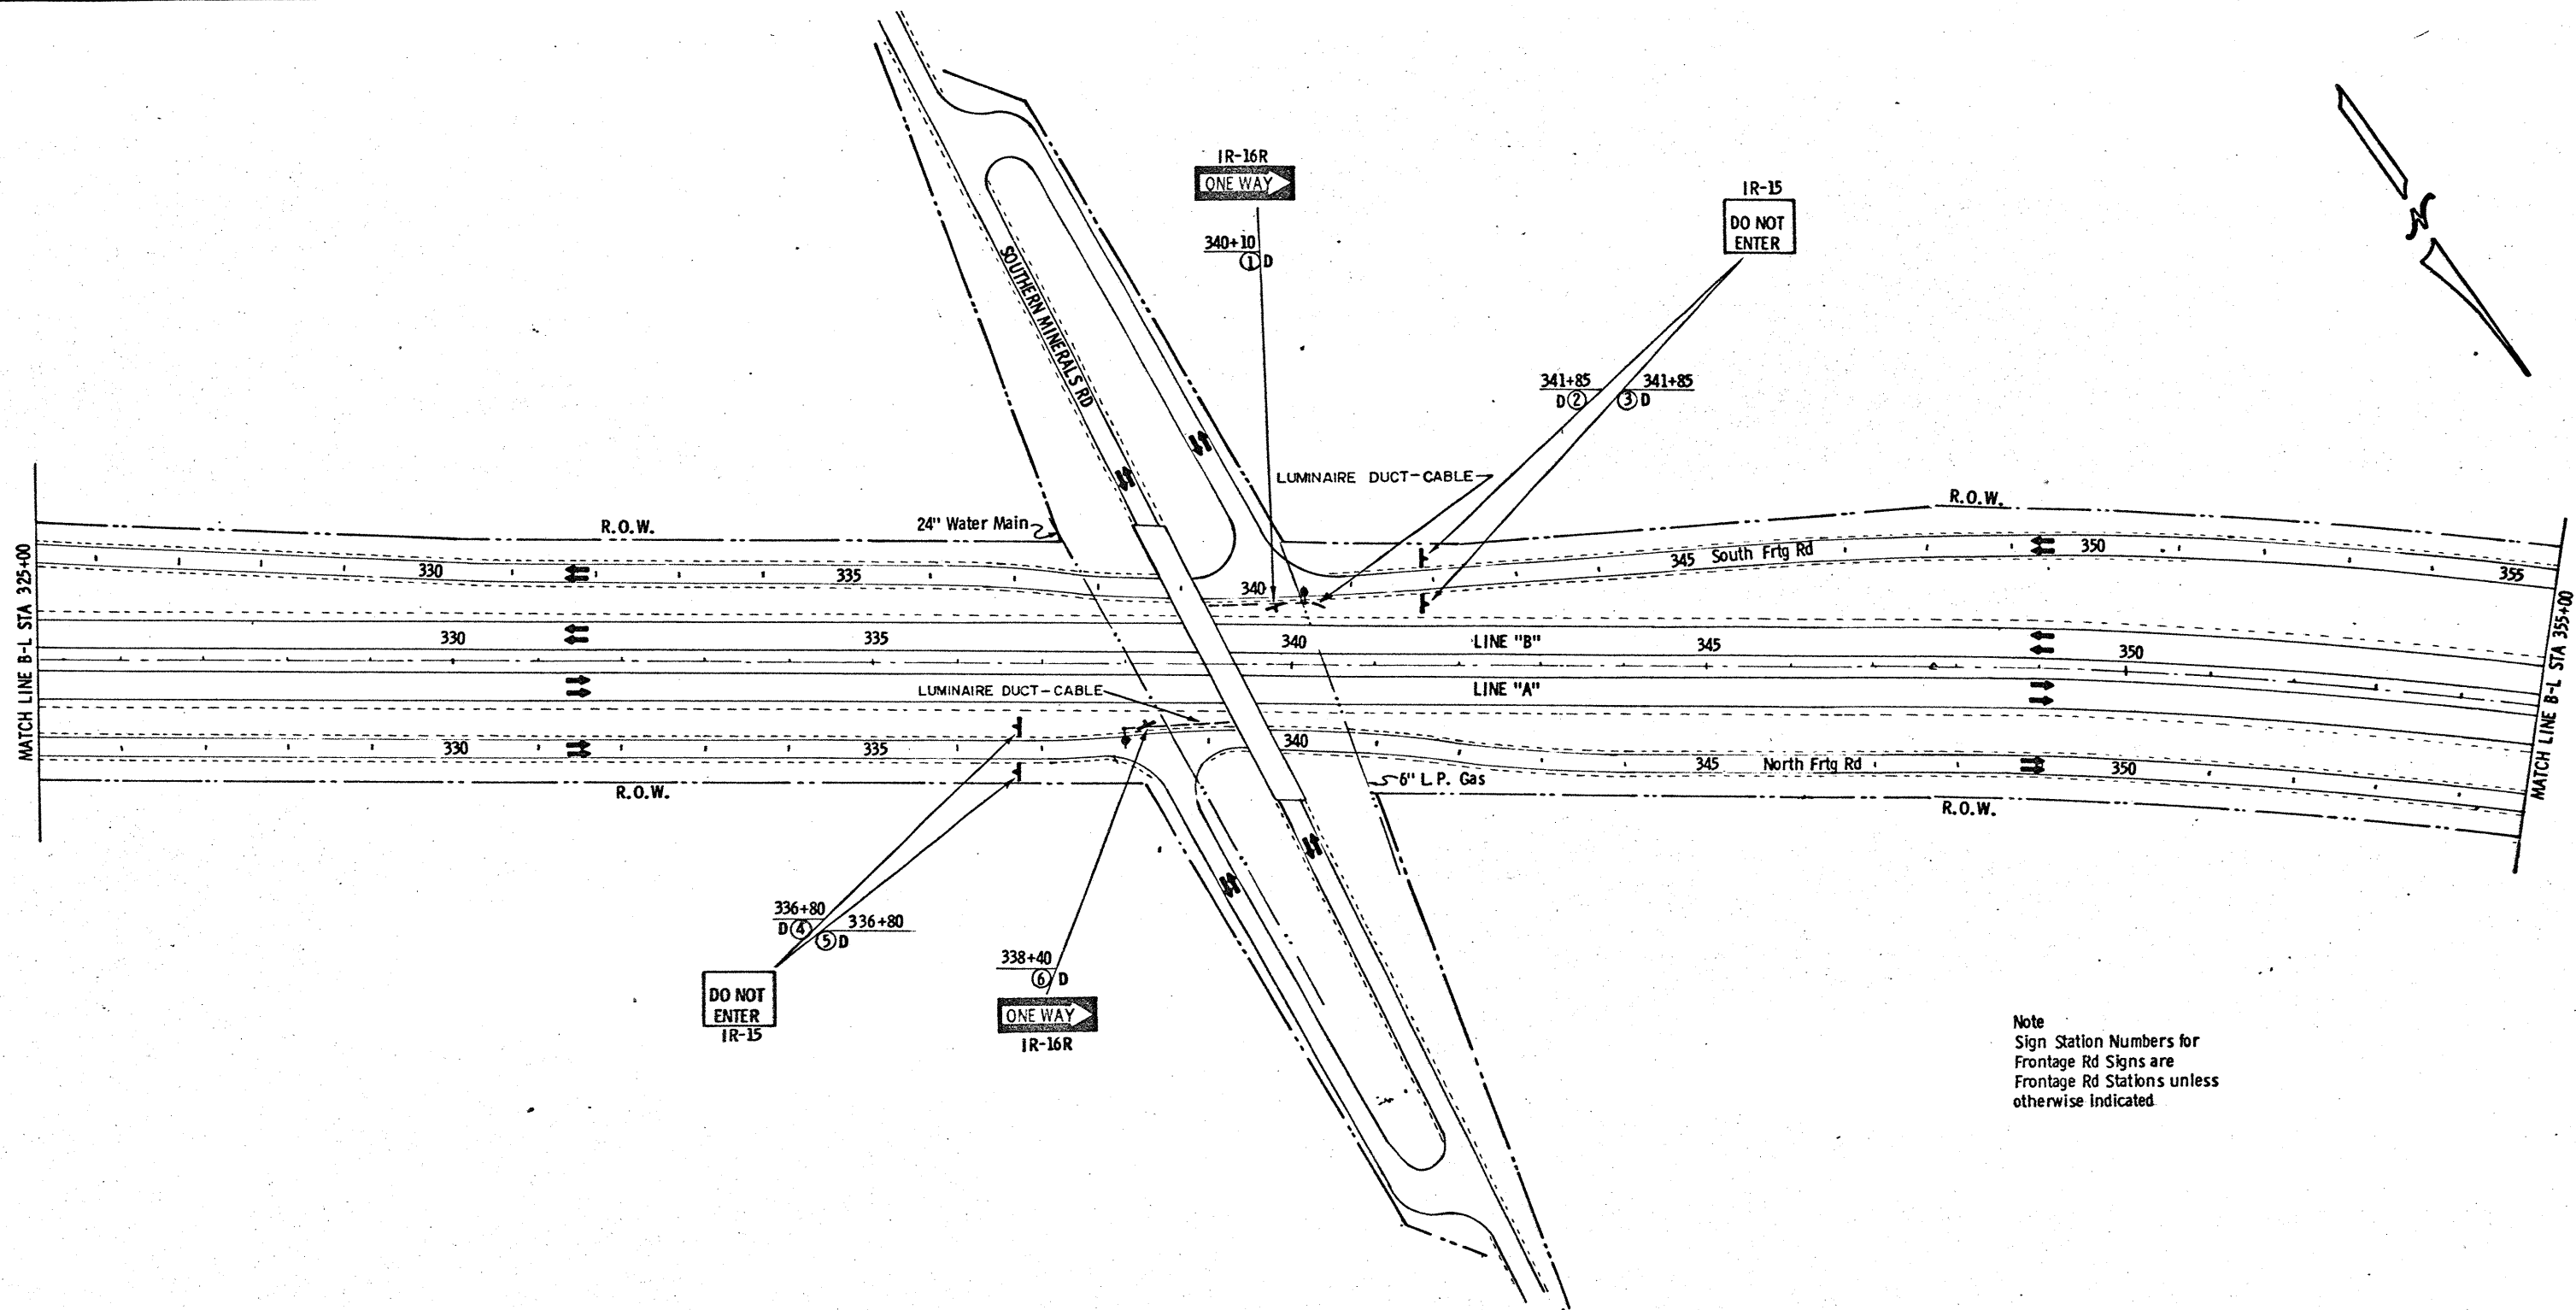 IR-16R
ONE WAY
340+10
① D
IR-15
DO NOT
ENTER
341+85
D ②
341+85
③ D
SOUTHERN MINERALS RD
LUMINAIRE DUCT-CABLE
24" Water Main
R.O.W.
R.O.W.
MATCH LINE B-L STA 325+00
330
335
340
345
South Frtg Rd
350
355
330
335
340
LINE "B"
345
350
LUMINAIRE DUCT-CABLE
LINE "A"
330
335
340
345
North Frtg Rd
350
6" L.P. Gas
R.O.W.
R.O.W.
MATCH LINE B-L STA 355+00
336+80
D ④
336+80
⑤ D
DO NOT
ENTER
IR-15
338+40
⑥ D
ONE WAY
IR-16R
N
Note
Sign Station Numbers for
Frontage Rd Signs are
Frontage Rd Stations unless
otherwise indicated